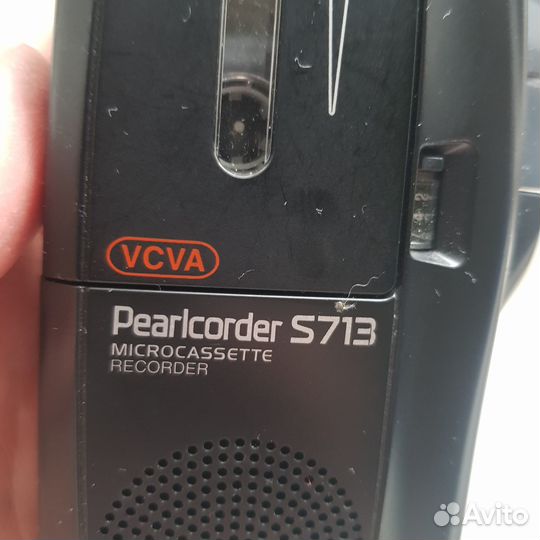 VCVA
Pearlcorder S713
MICROCASSETTE
RECORDER
Avito